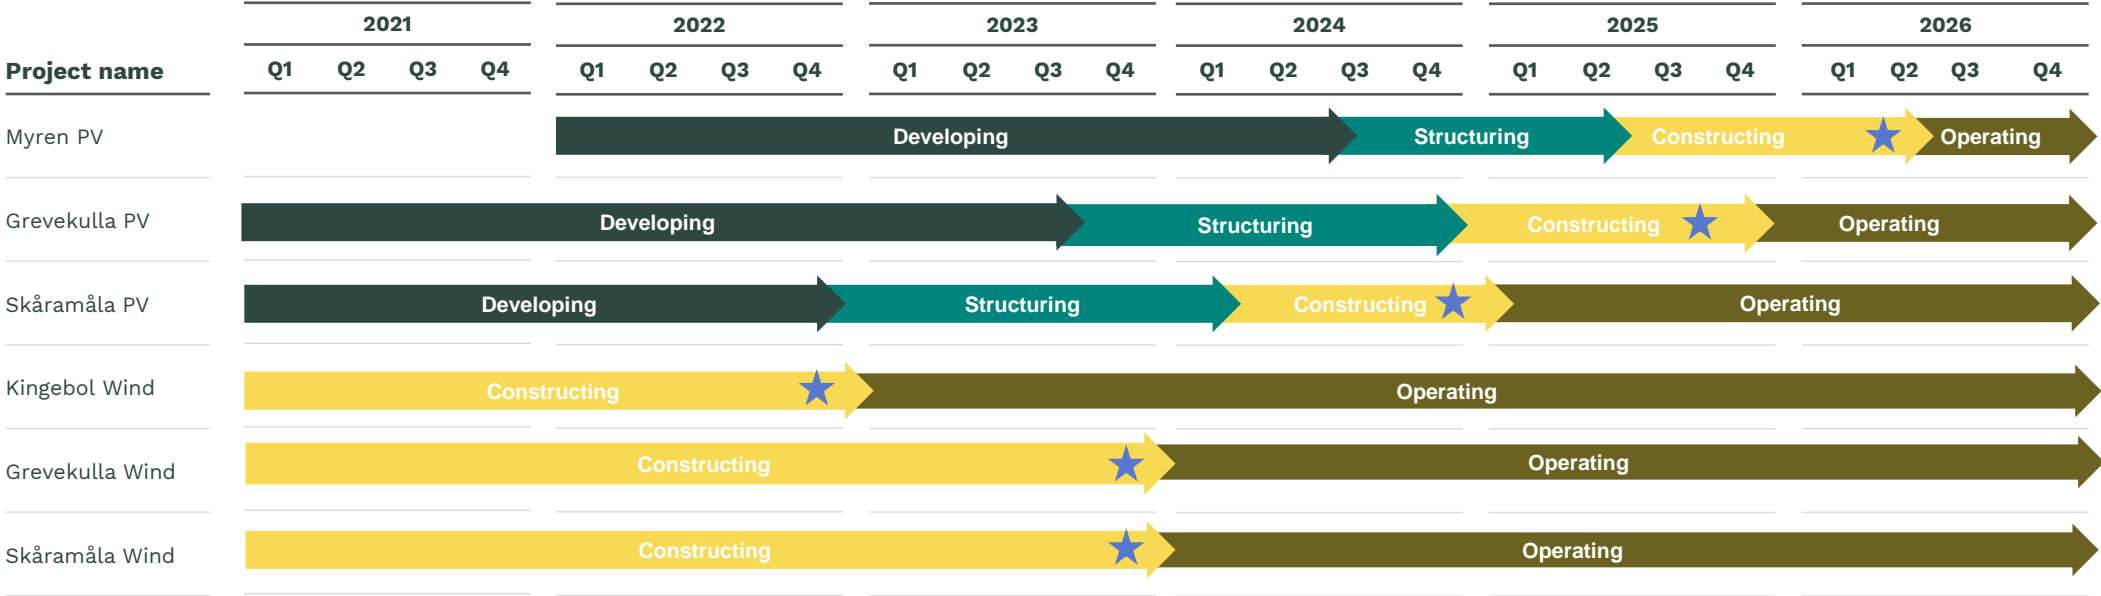 2021 2022 2023 2024 2025 2026
Project name Q1 Q2 Q3 Q4 Q1 Q2 Q3 Q4 Q1 Q2 Q3 Q4 Q1 Q2 Q3 Q4 Q1 Q2 Q3 Q4 Q1 Q2 Q3 Q4
Myren PV Developing Structuring Constructing Operating
Grevekulla PV Developing Structuring Constructing Operating
Skåramåla PV Developing Structuring Constructing Operating
Kingebol Wind Constructing Operating
Grevekulla Wind Constructing Operating
Skåramåla Wind Constructing Operating